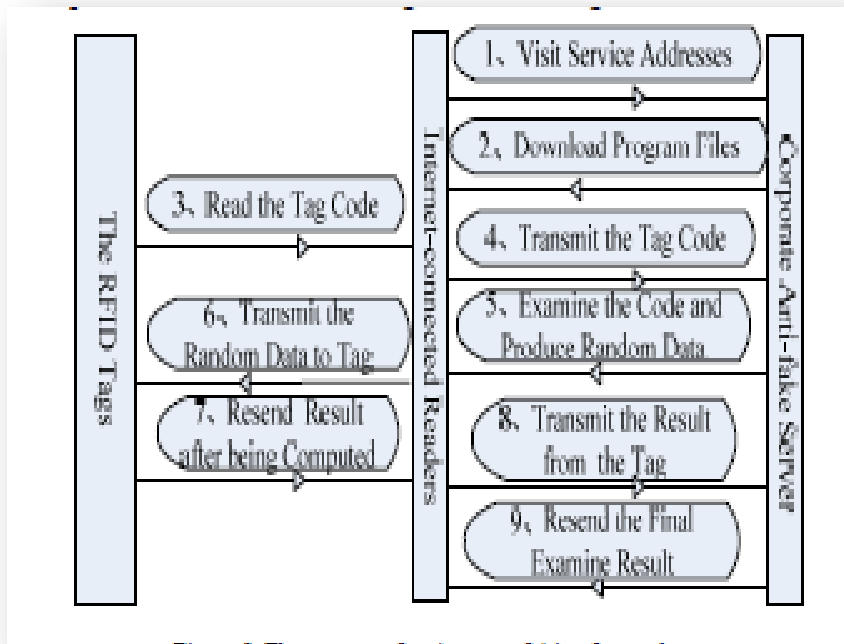 1、Visit Service Addresses
2、Download Program Files
3、Read the Tag Code
4、Transmit the Tag Code
5、Examine the Code and
Produce Random Data
6、Transmit the
Random Data to Tag
7、Resend Result
after being Computed
8、Transmit the Result
from the Tag
9、Resend the Final
Examine Result
The RFID Tags
Internet-connected Readers
Corporate Anti-fake Server